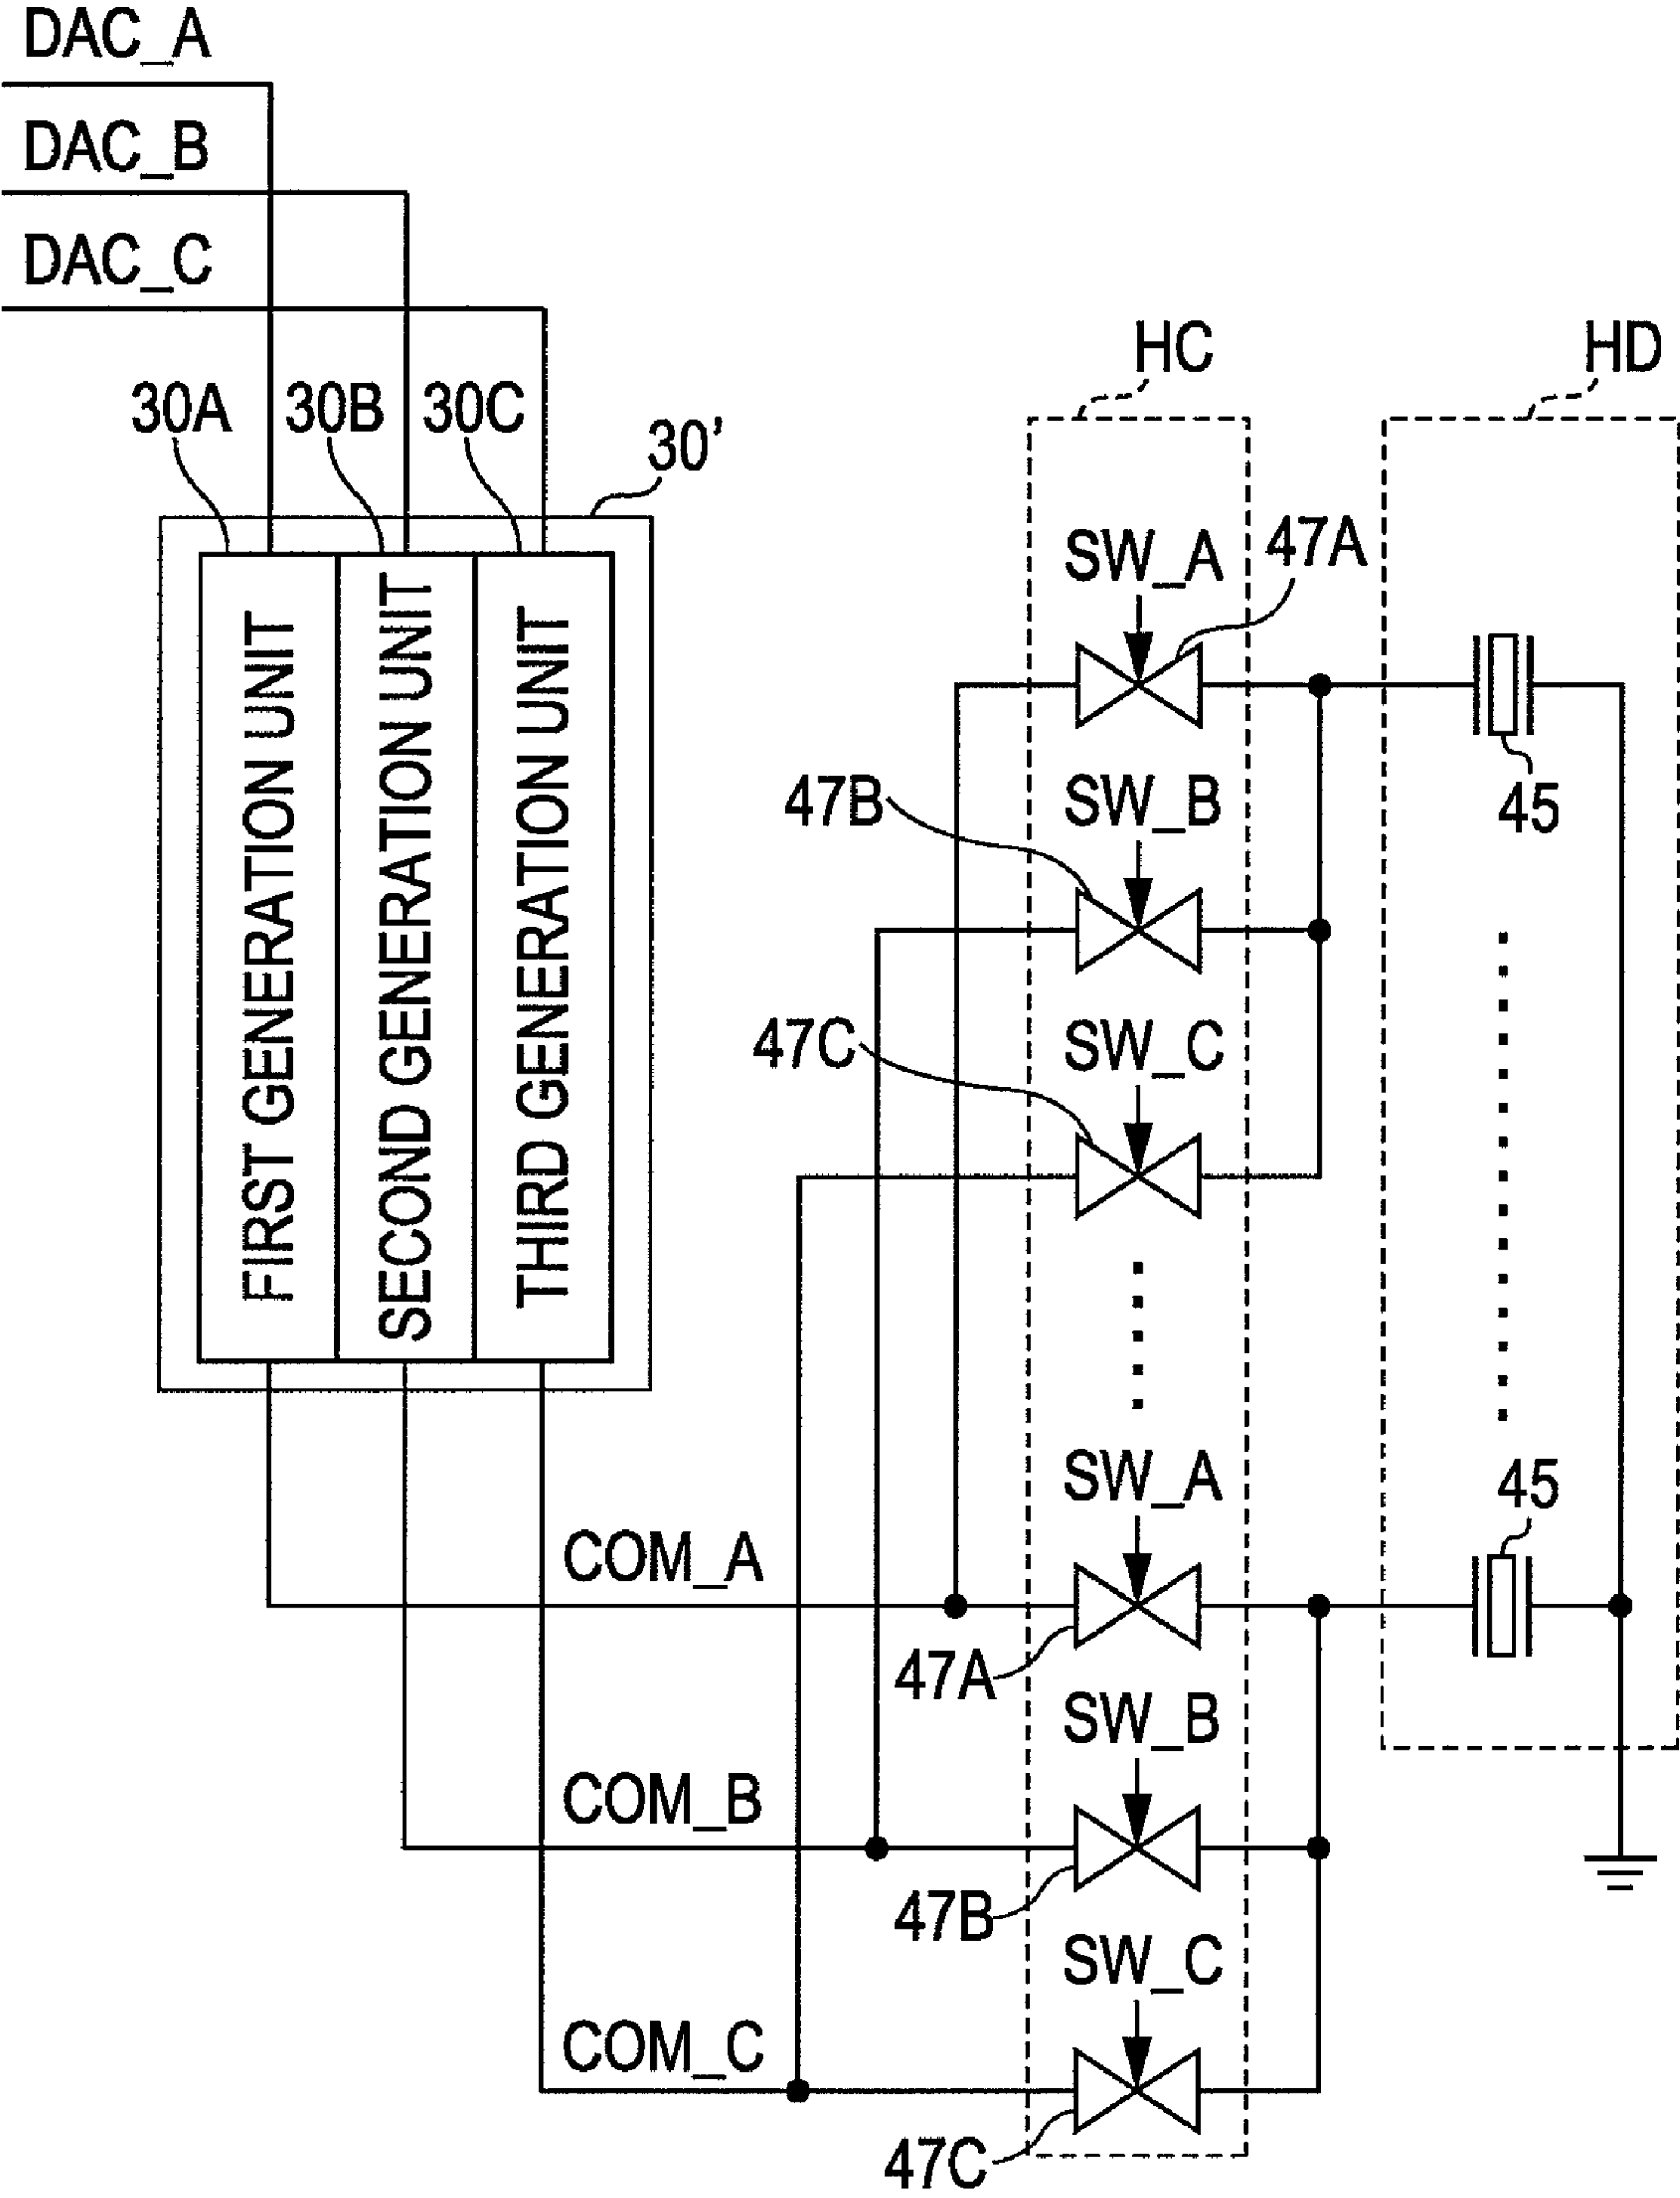 DAC_A
DAC_B
DAC_C
HC
HD
30A
30B
30C
30'
FIRST GENERATION UNIT
SECOND GENERATION UNIT
THIRD GENERATION UNIT
SW_A
47A
47B
SW_B
45
47C
SW_C
SW_A
45
COM_A
47A
SW_B
COM_B
47B
SW_C
COM_C
47C